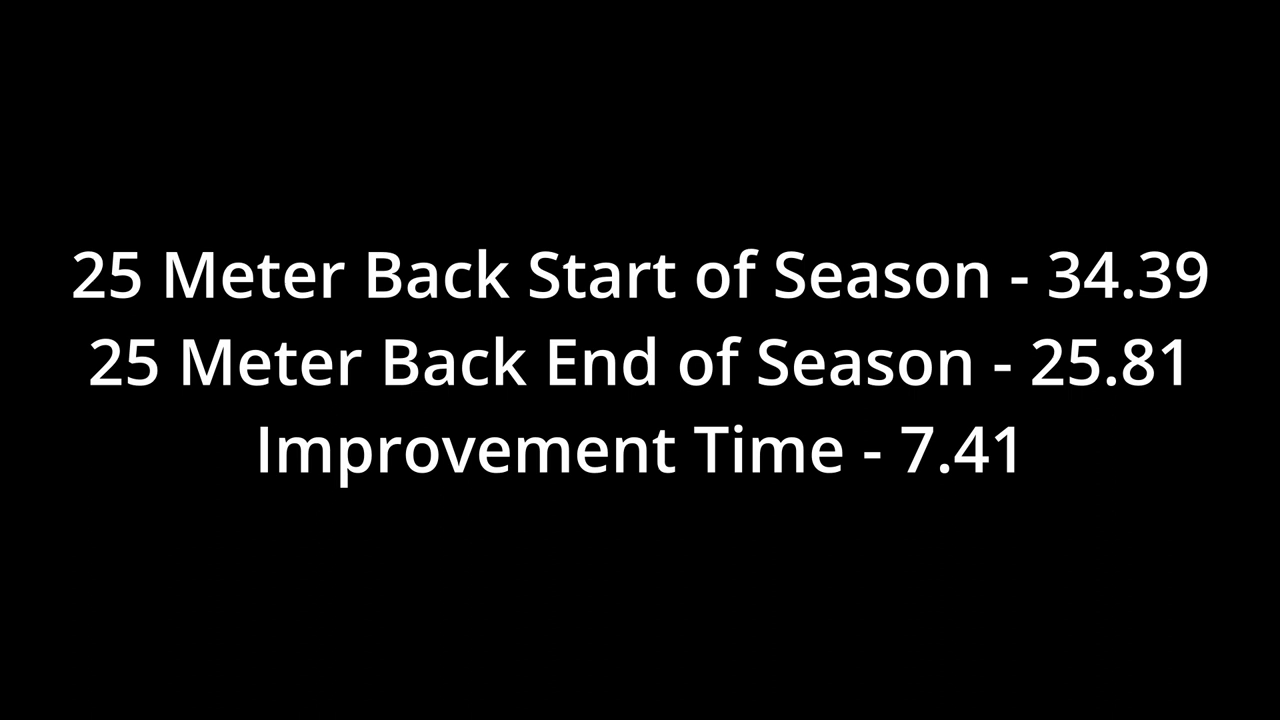 25 Meter Back Start of Season - 34.39
25 Meter Back End of Season - 25.81
Improvement Time - 7.41